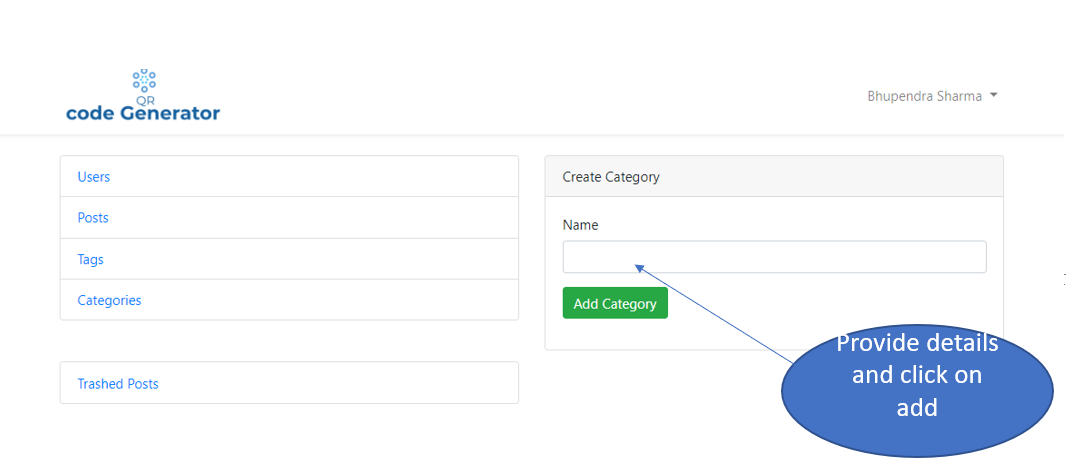 QR
code Generator
Bhupendra Sharma
Users
Posts
Tags
Categories
Trashed Posts
Create Category
Name
Add Category
Provide details
and click on
add